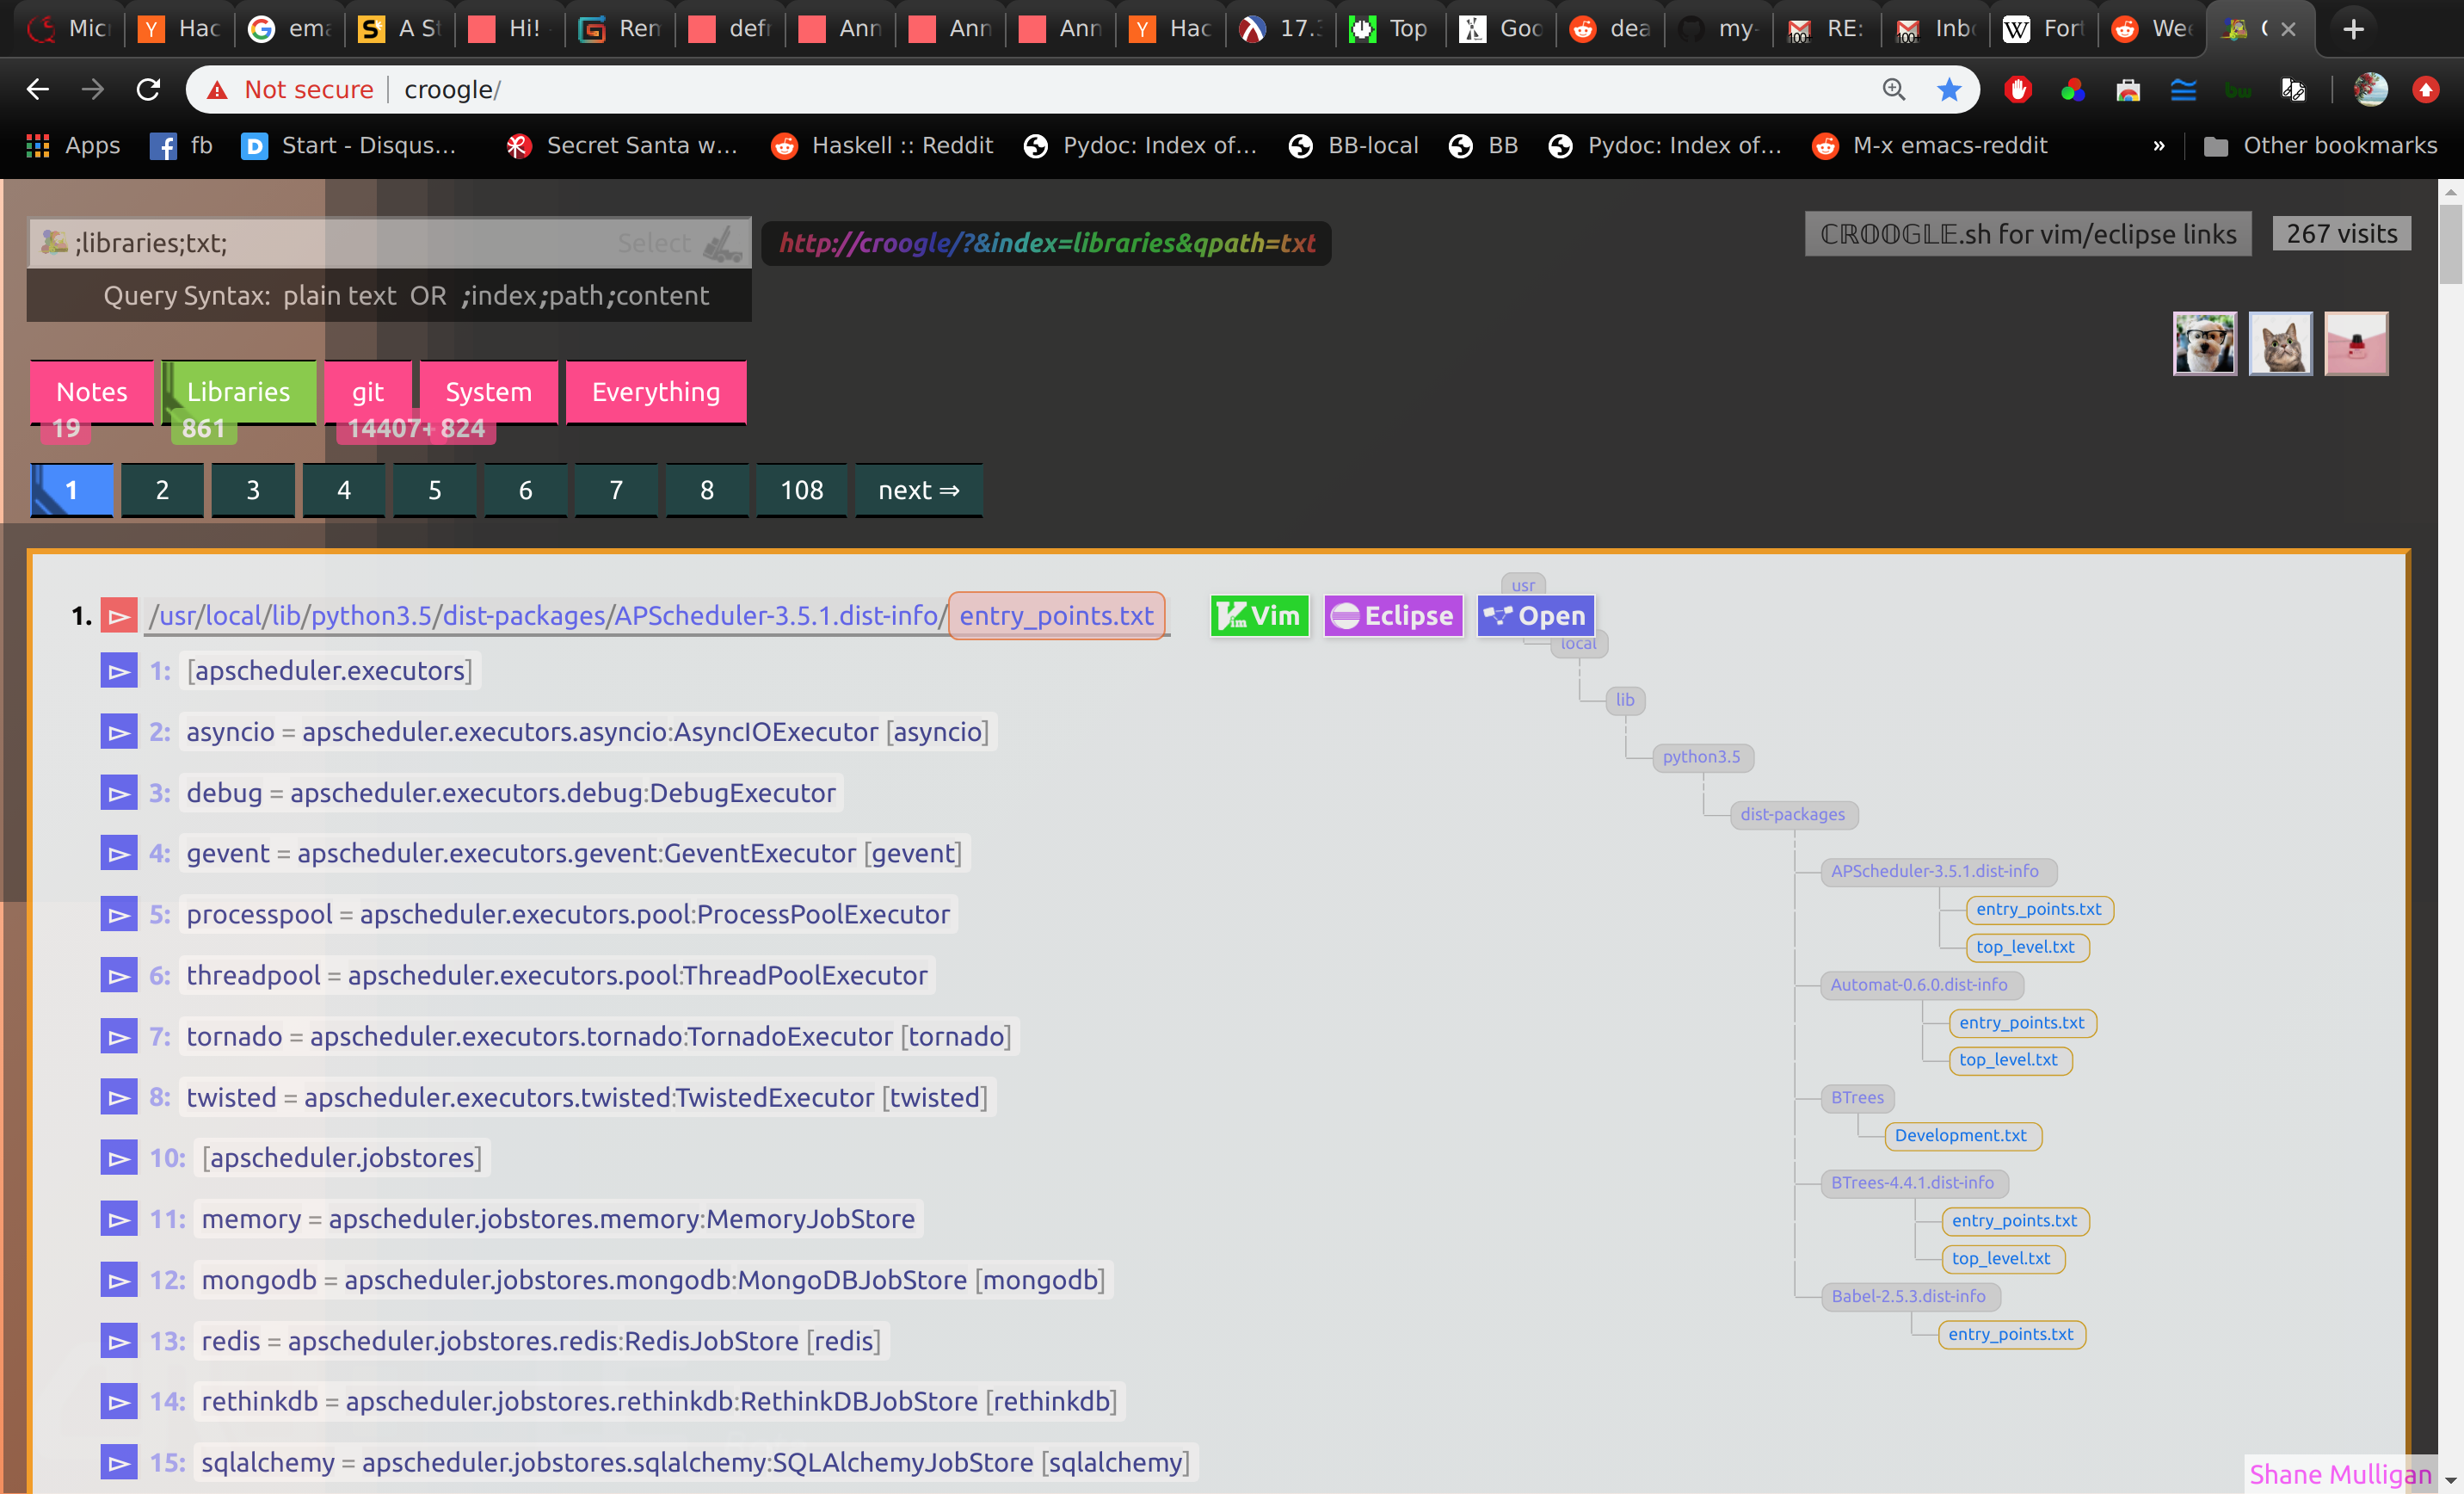 Micr Hac ema A St Hi! Rem defr Ann Ann Ann Hac 17. Top Goo dea my- RE: Inbo Fort Wee
Not secure croogle/
Apps fb Start - Disqus... Secret Santa w... Haskell :: Reddit Pydoc: Index of... BB-local BB Pydoc: Index of... M-x emacs-reddit » Other bookmarks
;libraries;txt; Select http://croogle/?&index=libraries&qpath=txt ℂℝ𝕆𝕆𝔾𝕃𝔼.sh for vim/eclipse links 267 visits
Query Syntax: plain text OR ;index;path;content
Notes Libraries git System Everything
19 861 14407+ 824
1 2 3 4 5 6 7 8 108 next ⇒
1. /usr/local/lib/python3.5/dist-packages/APScheduler-3.5.1.dist-info/entry_points.txt Vim Eclipse Open
1: [apscheduler.executors]
2: asyncio = apscheduler.executors.asyncio:AsyncIOExecutor [asyncio]
3: debug = apscheduler.executors.debug:DebugExecutor
4: gevent = apscheduler.executors.gevent:GeventExecutor [gevent]
5: processpool = apscheduler.executors.pool:ProcessPoolExecutor
6: threadpool = apscheduler.executors.pool:ThreadPoolExecutor
7: tornado = apscheduler.executors.tornado:TornadoExecutor [tornado]
8: twisted = apscheduler.executors.twisted:TwistedExecutor [twisted]
10: [apscheduler.jobstores]
11: memory = apscheduler.jobstores.memory:MemoryJobStore
12: mongodb = apscheduler.jobstores.mongodb:MongoDBJobStore [mongodb]
13: redis = apscheduler.jobstores.redis:RedisJobStore [redis]
14: rethinkdb = apscheduler.jobstores.rethinkdb:RethinkDBJobStore [rethinkdb]
15: sqlalchemy = apscheduler.jobstores.sqlalchemy:SQLAlchemyJobStore [sqlalchemy]
usr
local
lib
python3.5
dist-packages
APScheduler-3.5.1.dist-info
entry_points.txt
top_level.txt
Automat-0.6.0.dist-info
entry_points.txt
top_level.txt
BTrees
Development.txt
BTrees-4.4.1.dist-info
entry_points.txt
top_level.txt
Babel-2.5.3.dist-info
entry_points.txt
Shane Mulligan